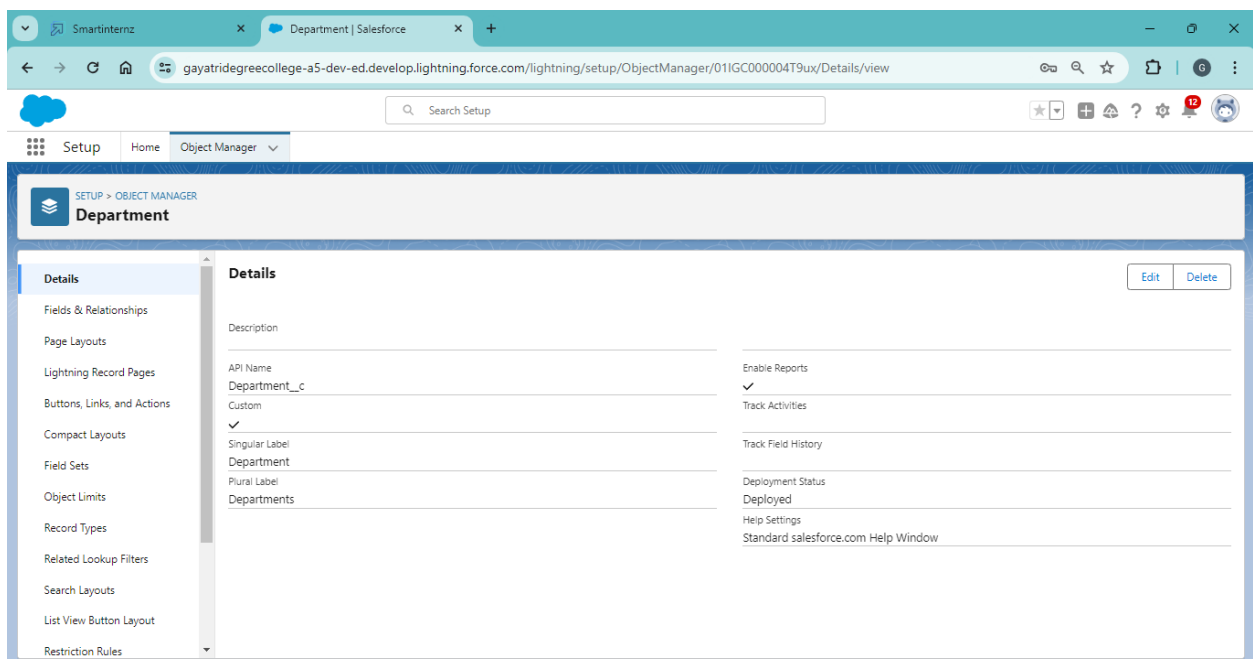 Smartinternz
Department | Salesforce
gayatridegreecollege-a5-dev-ed.develop.lightning.force.com/lightning/setup/ObjectManager/01IGC000004T9ux/Details/view
G
Search Setup
12
Setup
Home
Object Manager
SETUP > OBJECT MANAGER
Department
Details
Fields & Relationships
Page Layouts
Lightning Record Pages
Buttons, Links, and Actions
Compact Layouts
Field Sets
Object Limits
Record Types
Related Lookup Filters
Search Layouts
List View Button Layout
Restriction Rules
Details
Edit
Delete
Description
API Name
Department__c
Custom
Singular Label
Department
Plural Label
Departments
Enable Reports
Track Activities
Track Field History
Deployment Status
Deployed
Help Settings
Standard salesforce.com Help Window